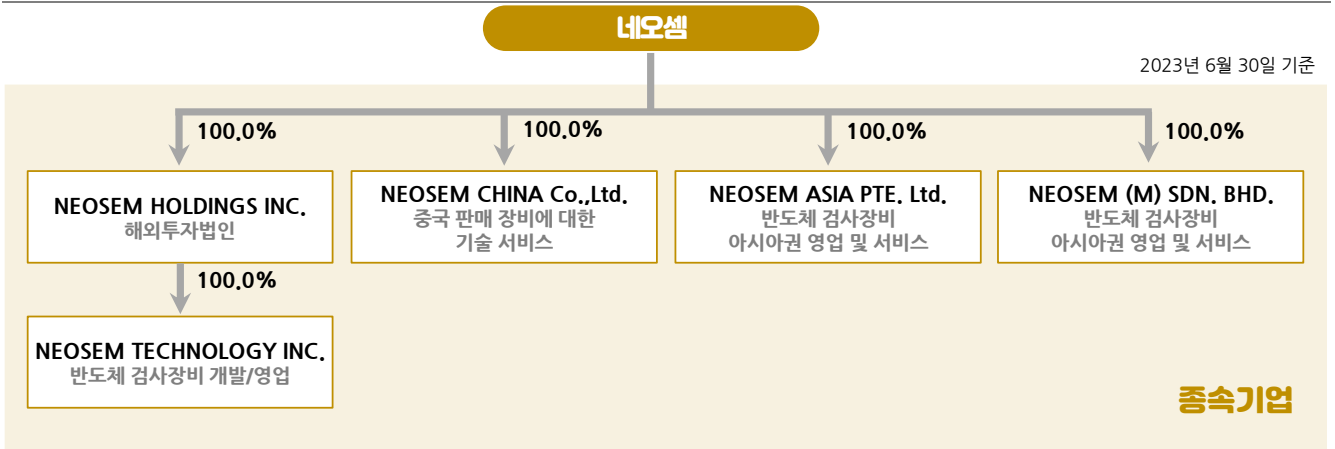 네오셈
2023년 6월 30일 기준
100.0%
100.0%
100.0%
100.0%
NEOSEM HOLDINGS INC.
해외투자법인
NEOSEM CHINA Co.,Ltd.
중국 판매 장비에 대한
기술 서비스
NEOSEM ASIA PTE. Ltd.
반도체 검사장비
아시아권 영업 및 서비스
NEOSEM (M) SDN. BHD.
반도체 검사장비
아시아권 영업 및 서비스
100.0%
NEOSEM TECHNOLOGY INC.
반도체 검사장비 개발/영업
종속기업